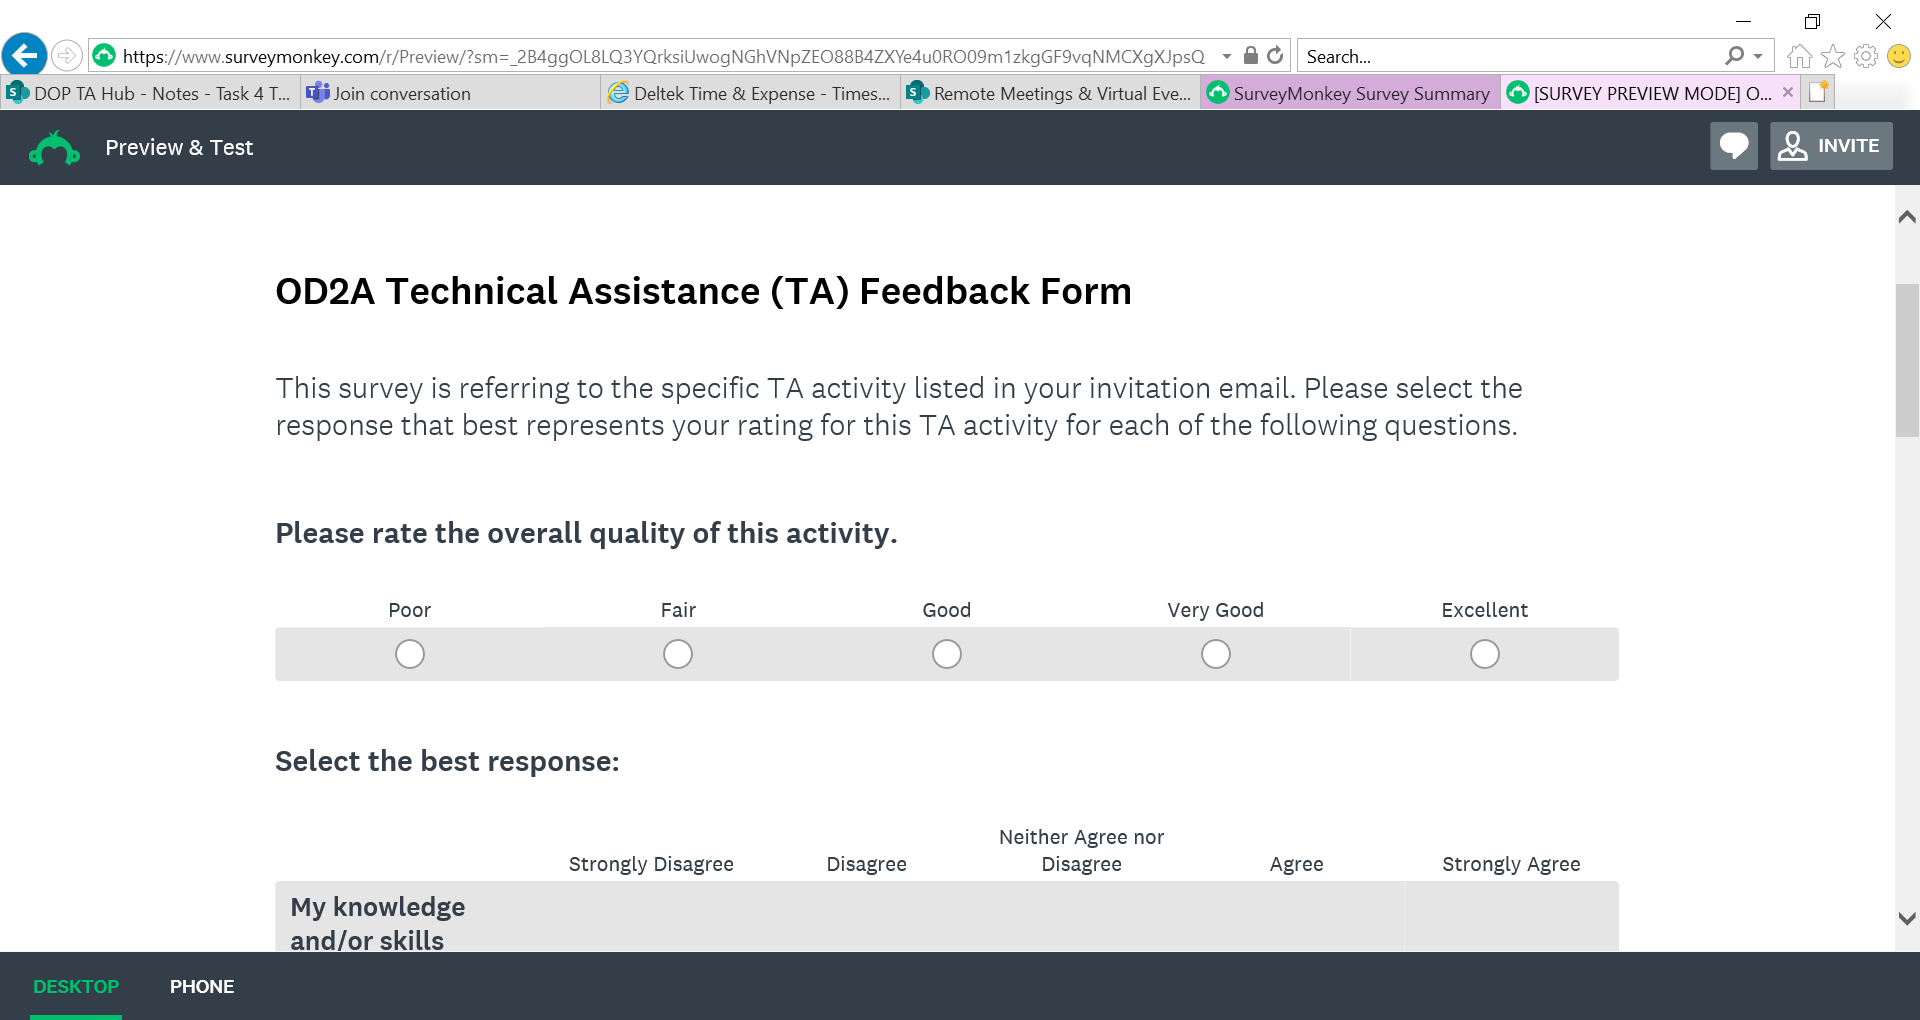 https://www.surveymonkey.com/r/Preview/?sm=_2B4ggOL8LQ3YQrksiUwogNGhVNpZEO88B4ZXYe4u0RO09m1zkgGF9vqNMCXgXJpsQ
Search...
DOP TA Hub - Notes - Task 4 T...
Join conversation
Deltek Time & Expense - Times...
Remote Meetings & Virtual Eve...
SurveyMonkey Survey Summary
[SURVEY PREVIEW MODE] O...
Preview & Test
INVITE
OD2A Technical Assistance (TA) Feedback Form
This survey is referring to the specific TA activity listed in your invitation email. Please select the
response that best represents your rating for this TA activity for each of the following questions.
Please rate the overall quality of this activity.
Poor Fair Good Very Good Excellent
Select the best response:
Strongly Disagree Disagree Neither Agree nor Disagree Agree Strongly Agree
My knowledge
and/or skills
DESKTOP PHONE